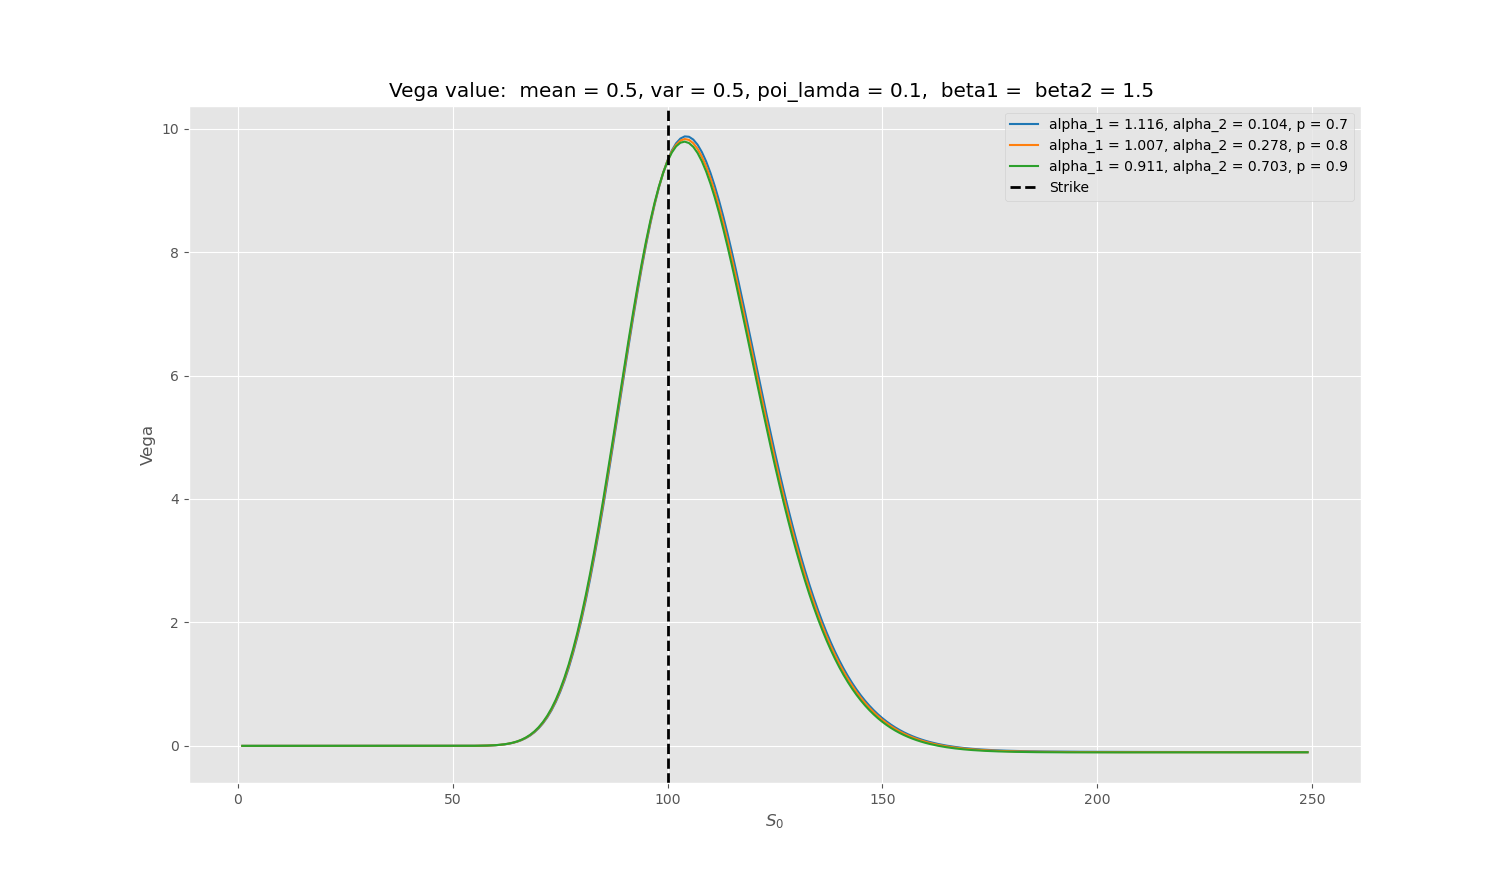 Vega value:  mean = 0.5, var = 0.5, poi_lamda = 0.1,  beta1 =  beta2 = 1.5
alpha_1 = 1.116, alpha_2 = 0.104, p = 0.7
alpha_1 = 1.007, alpha_2 = 0.278, p = 0.8
alpha_1 = 0.911, alpha_2 = 0.703, p = 0.9
Strike
10
8
6
4
2
0
Vega
0 50 100 150 200 250
S₀